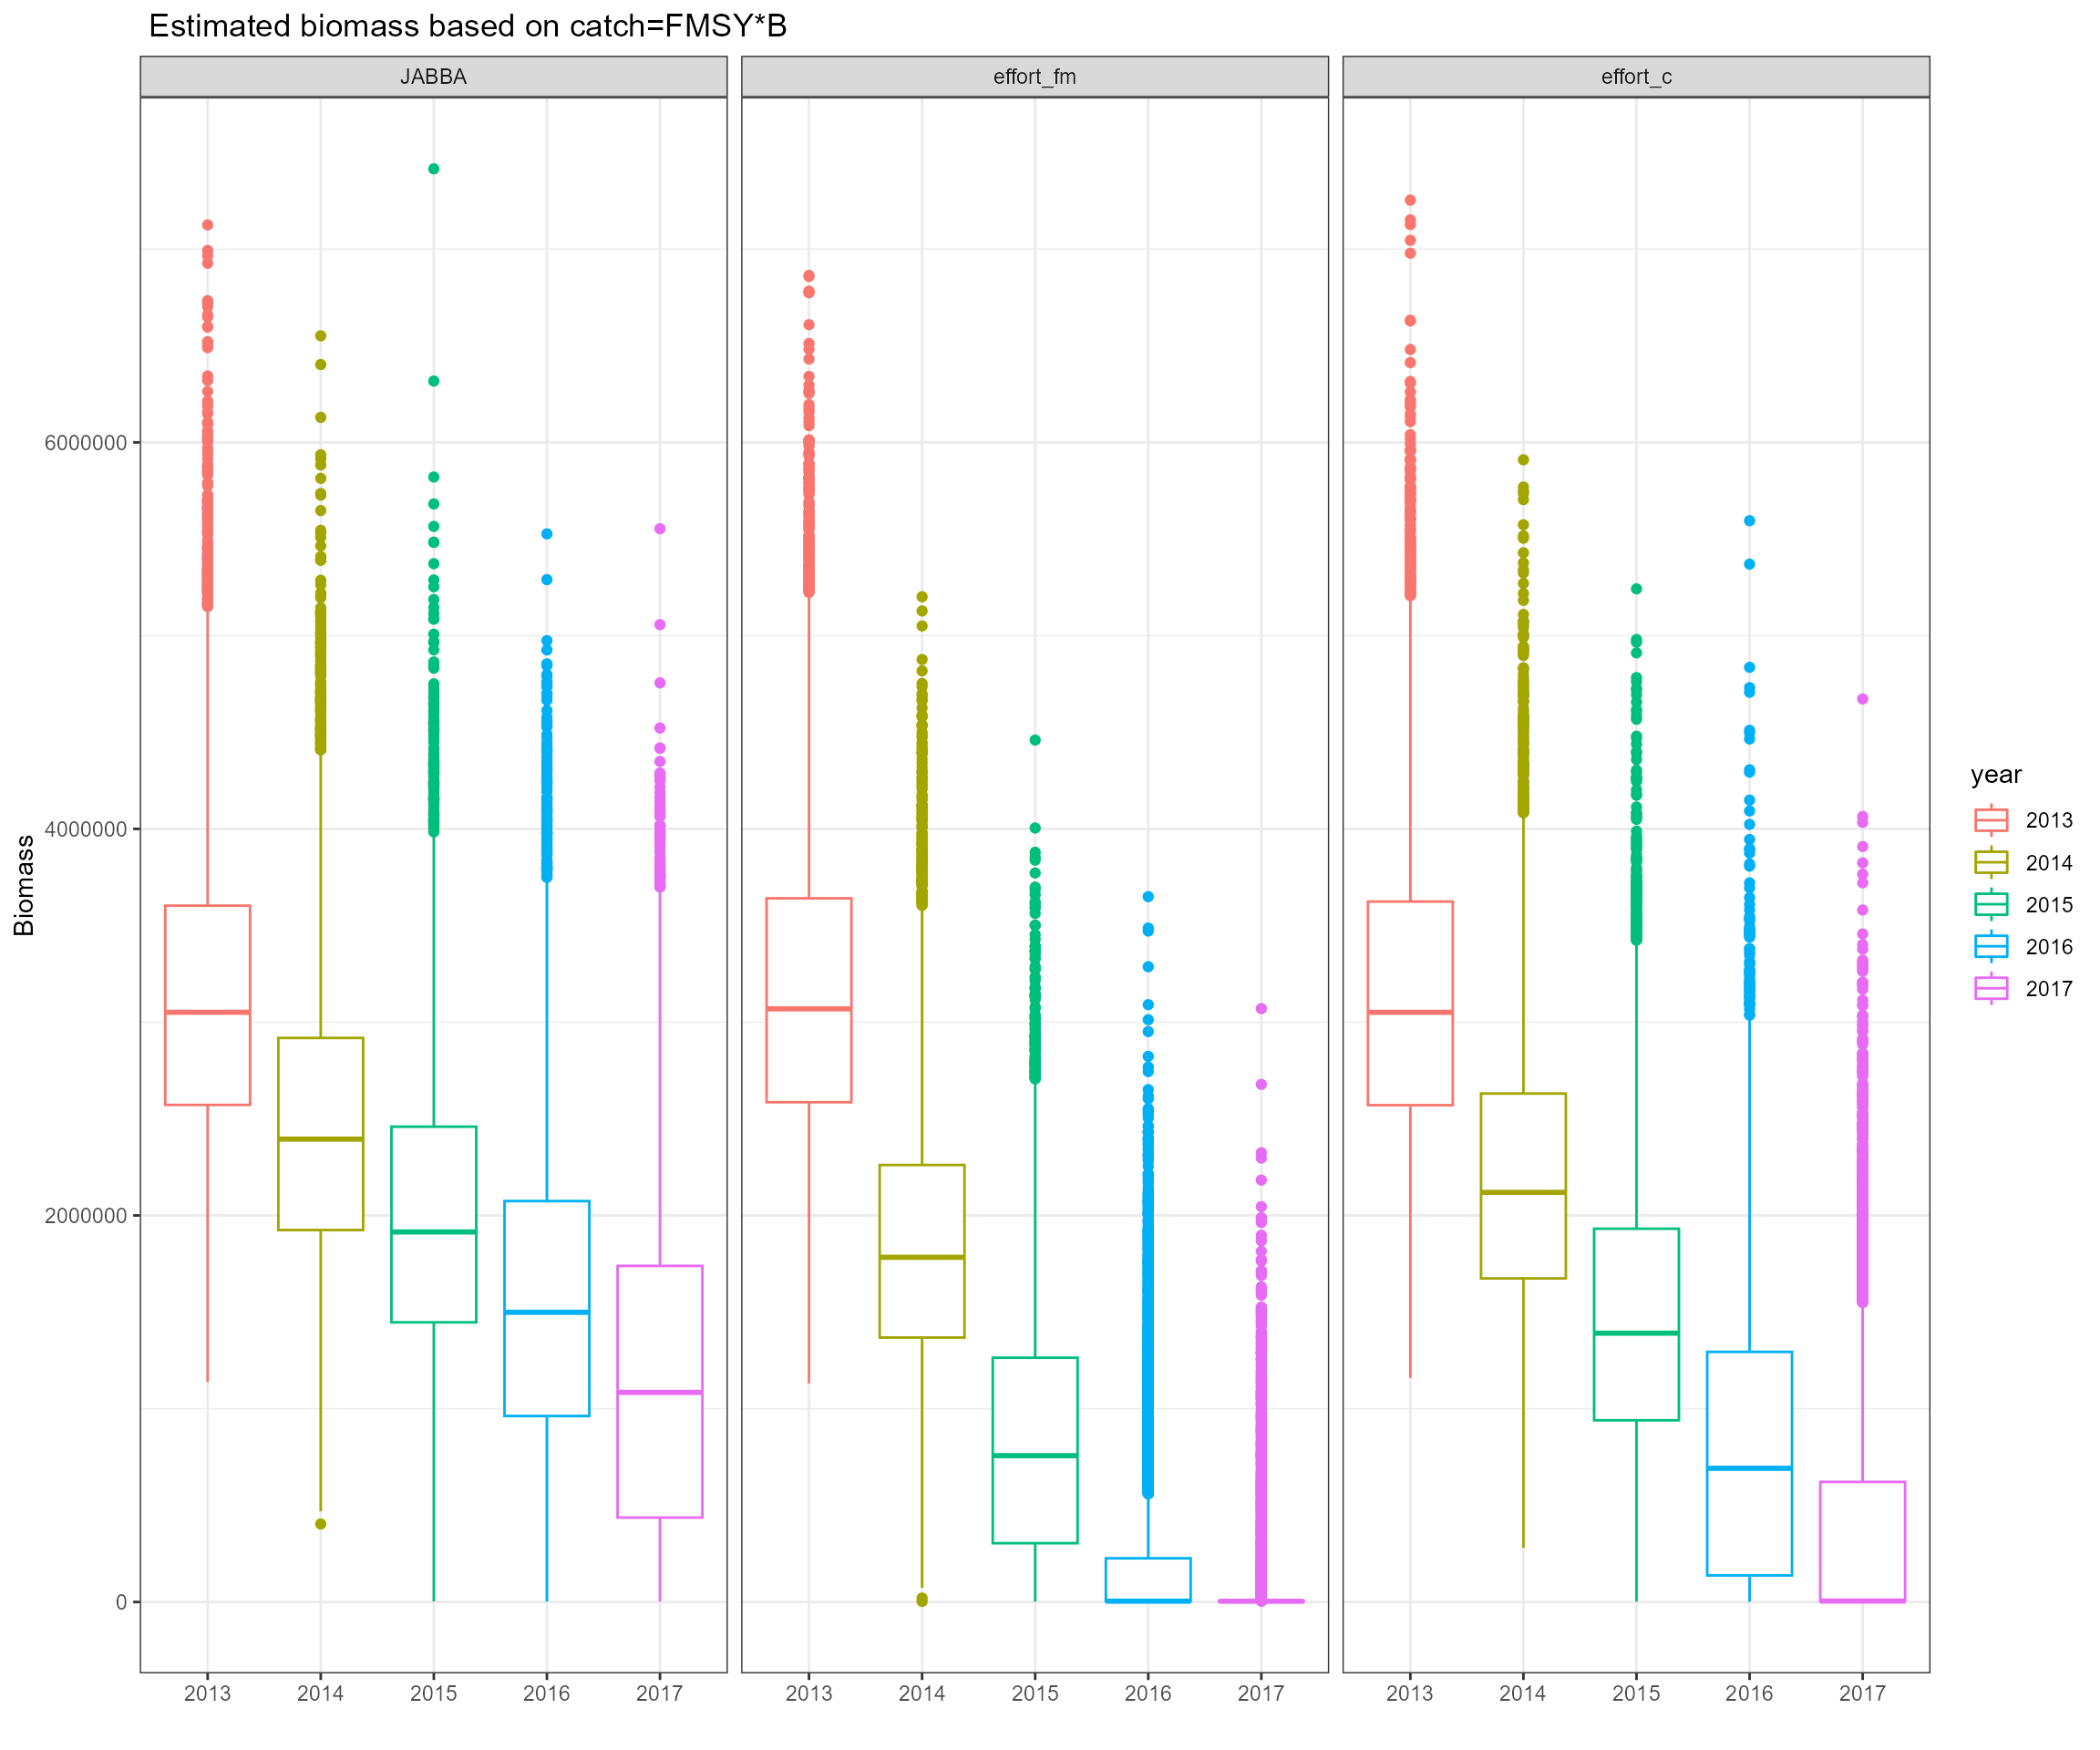 Estimated biomass based on catch=FMSY*B
JABBA
effort_fm
effort_c
6000000
4000000
2000000
0
Biomass
2013 2014 2015 2016 2017
2013 2014 2015 2016 2017
2013 2014 2015 2016 2017
year
2013
2014
2015
2016
2017